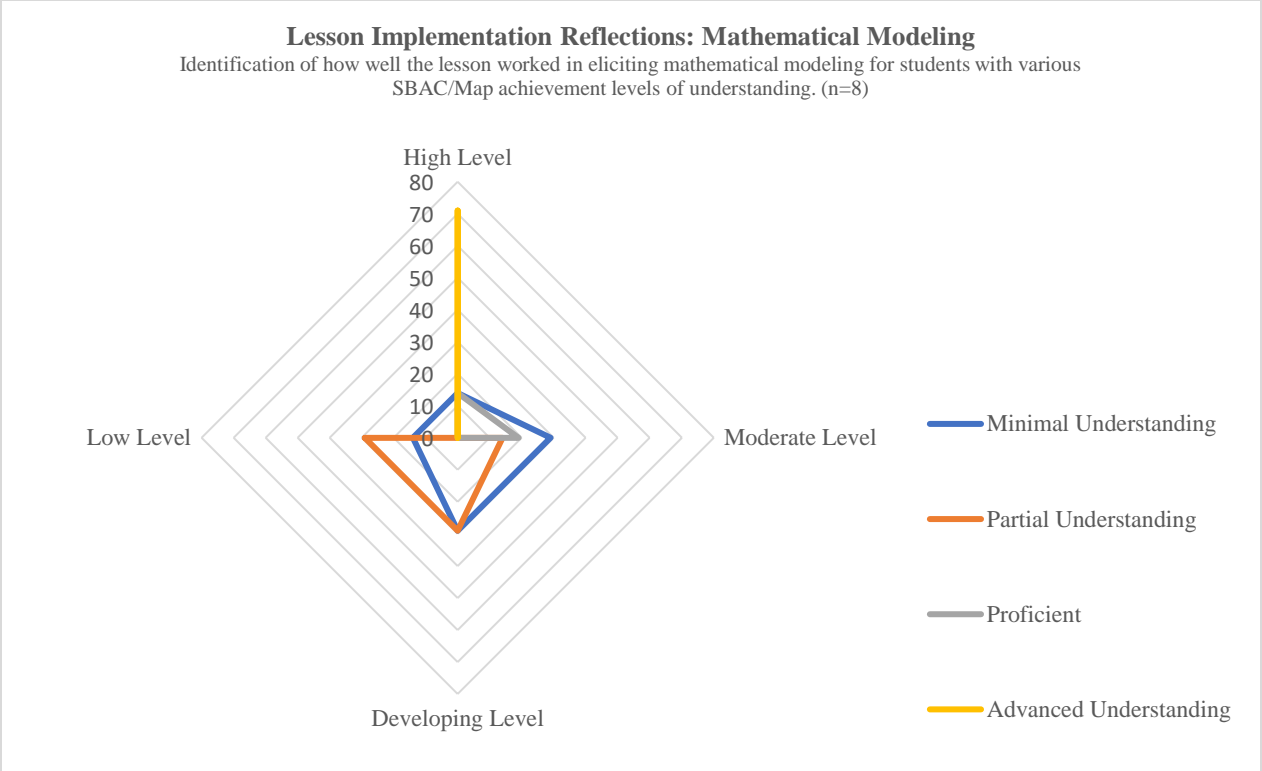 Lesson Implementation Reflections: Mathematical Modeling
Identification of how well the lesson worked in eliciting mathematical modeling for students with various
SBAC/Map achievement levels of understanding. (n=8)
High Level
80
70
60
50
40
30
20
10
0
Low Level
Moderate Level
Developing Level
Minimal Understanding
Partial Understanding
Proficient
Advanced Understanding